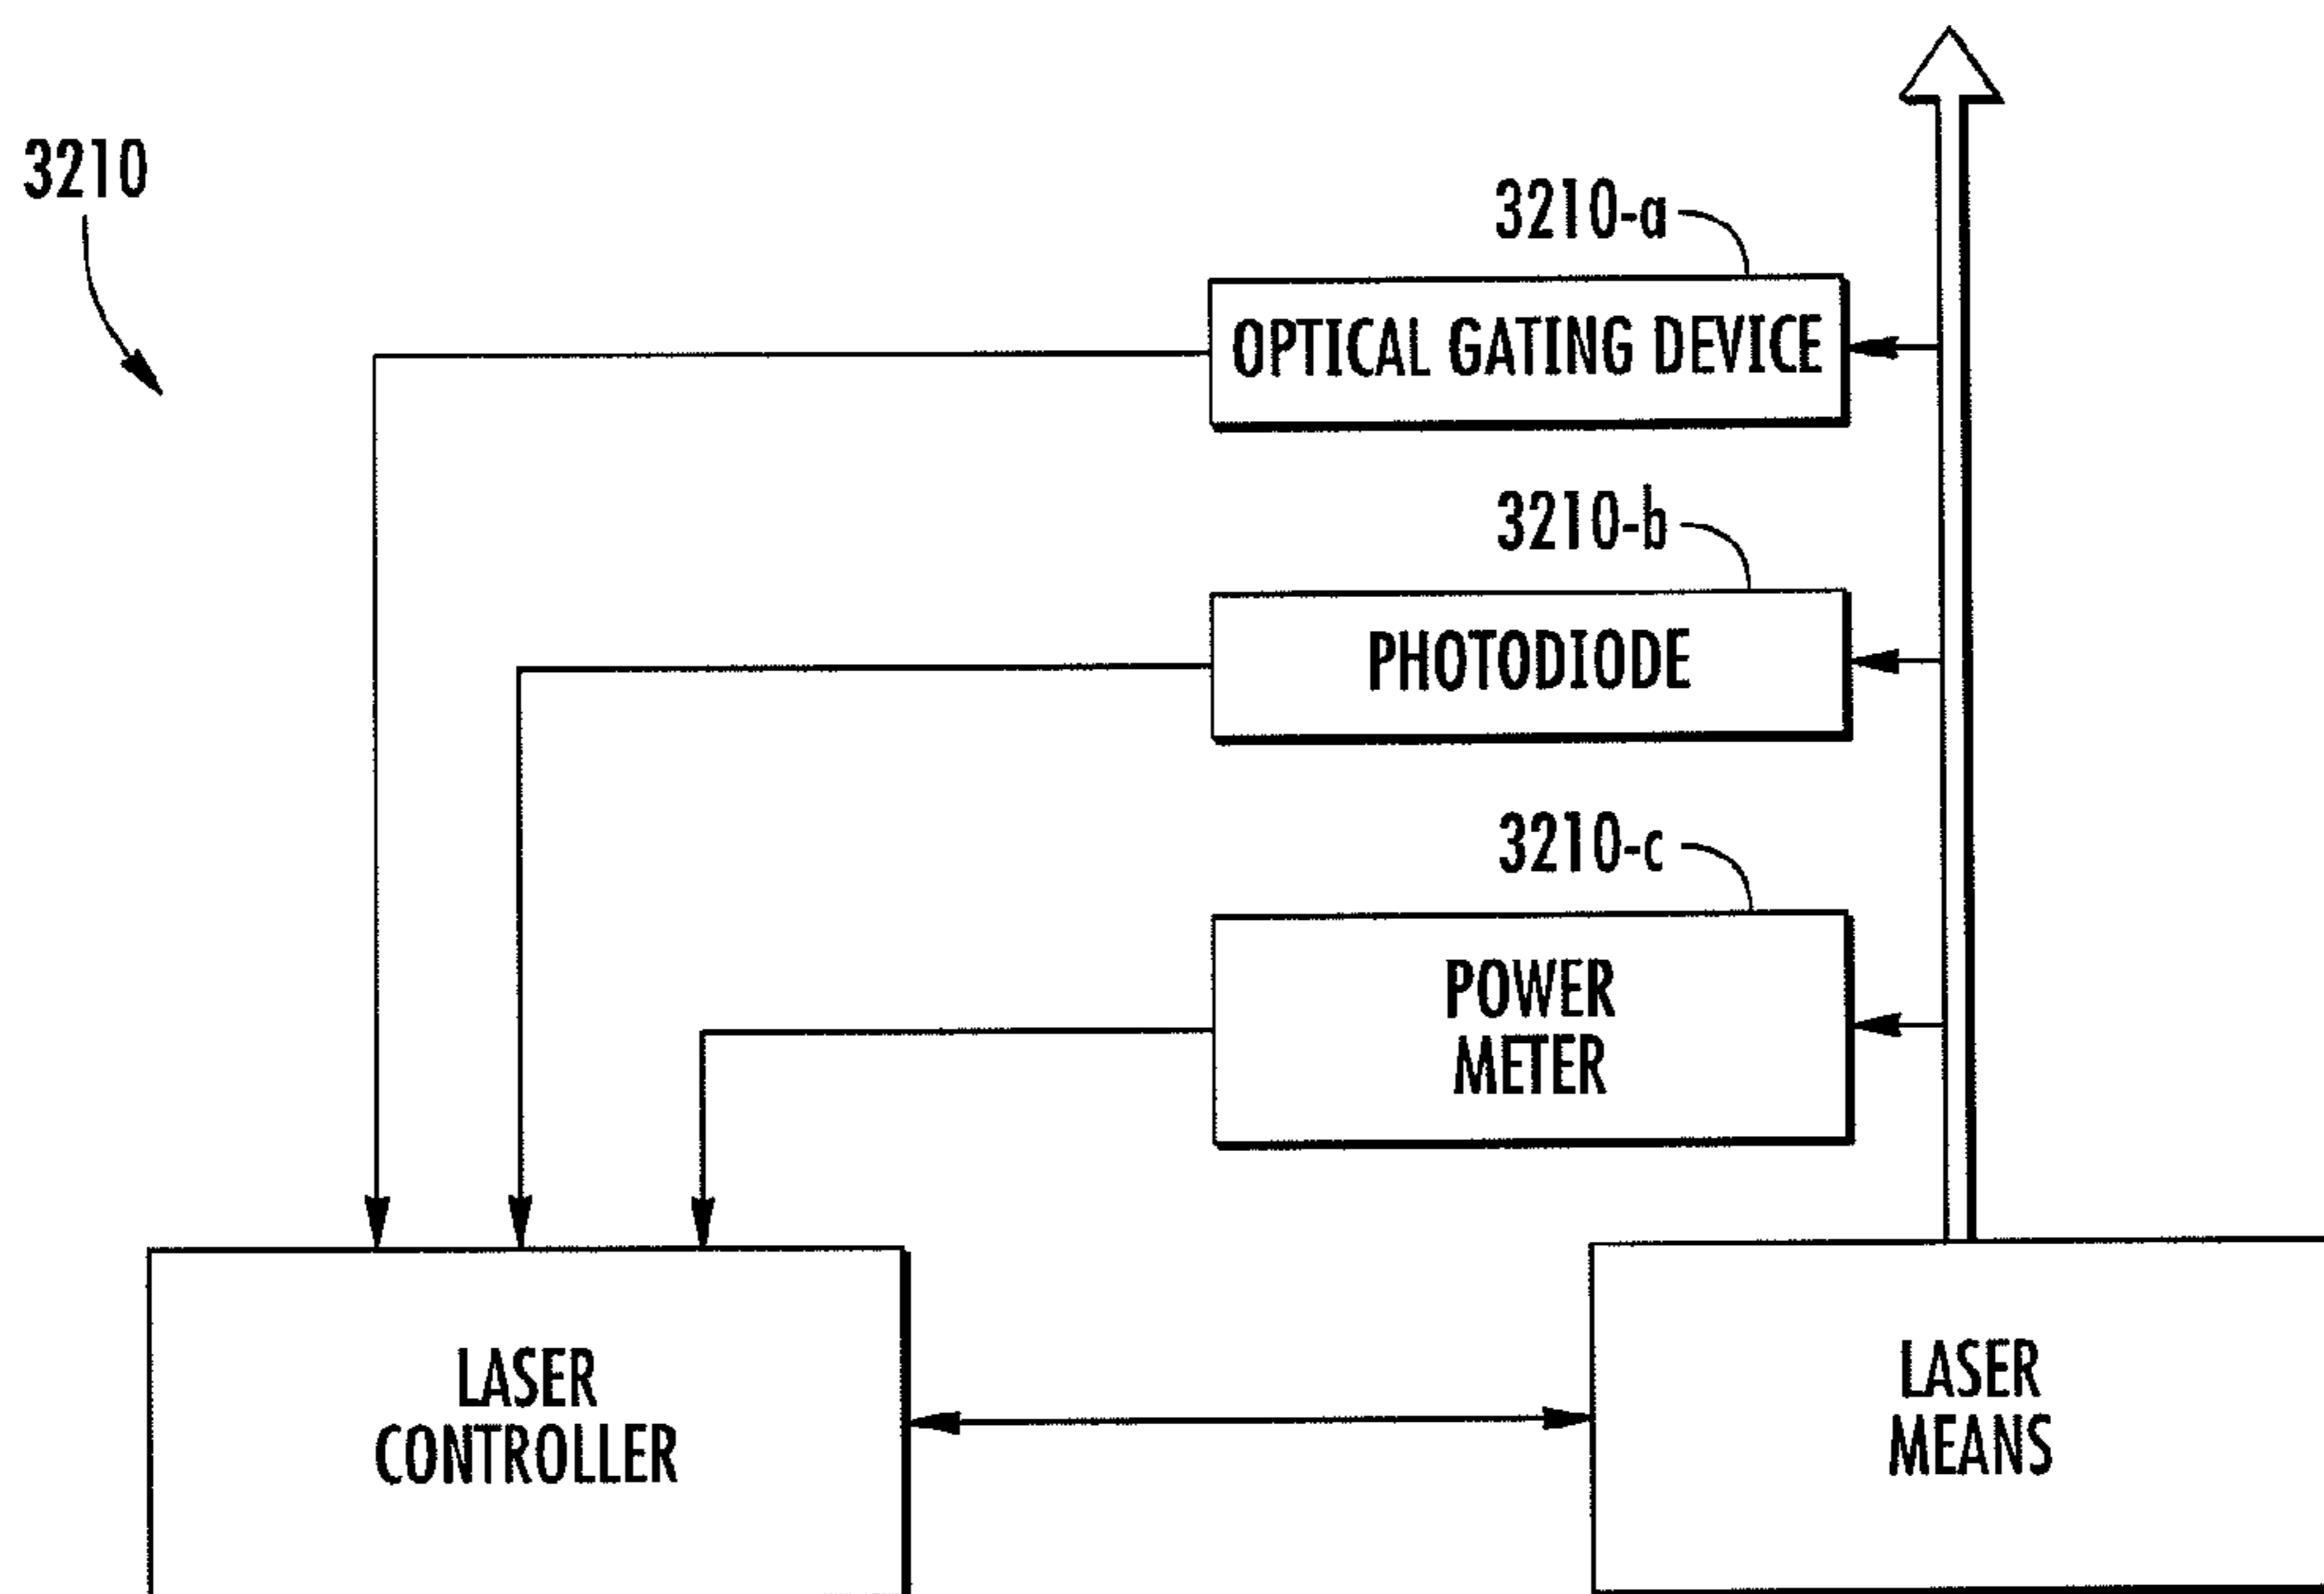 3210
3210-a
OPTICAL GATING DEVICE
3210-b
PHOTODIODE
3210-c
POWER
METER
LASER
CONTROLLER
LASER
MEANS